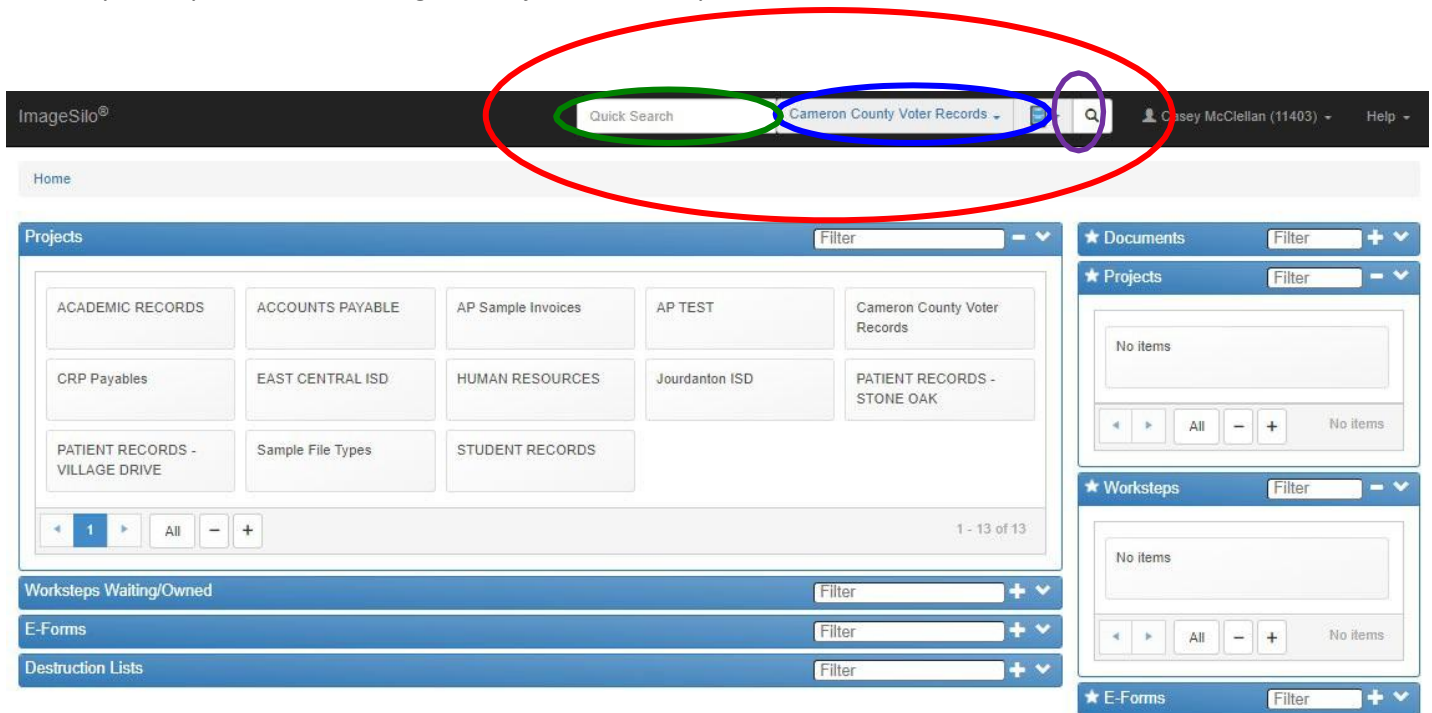 ImageSilo®
Quick Search
Cameron County Voter Records
Casey McClellan (11403)
Help
Home
Projects
Filter
ACADEMIC RECORDS
ACCOUNTS PAYABLE
AP Sample Invoices
AP TEST
Cameron County Voter
Records
CRP Payables
EAST CENTRAL ISD
HUMAN RESOURCES
Jourdanton ISD
PATIENT RECORDS -
STONE OAK
PATIENT RECORDS -
VILLAGE DRIVE
Sample File Types
STUDENT RECORDS
1
All
1 - 13 of 13
Worksteps Waiting/Owned
Filter
E-Forms
Filter
Destruction Lists
Filter
Documents
Filter
Projects
Filter
No items
All
No items
Worksteps
Filter
No items
All
No items
E-Forms
Filter